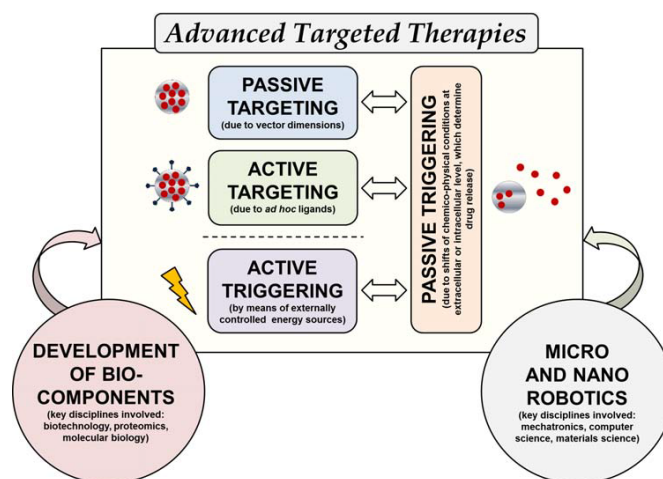 Advanced Targeted Therapies
PASSIVE
TARGETING
(due to vector dimensions)
ACTIVE
TARGETING
(due to ad hoc ligands)
ACTIVE
TRIGGERING
(by means of externally
controlled energy sources)
PASSIVE TRIGGERING
(due to shifts of chemico-physical conditions at
extracellular or intracellular level, which determine
drug release)
DEVELOPMENT
OF BIO-
COMPONENTS
(key disciplines involved:
biotechnology, proteomics,
molecular biology)
MICRO
AND NANO
ROBOTICS
(key disciplines involved:
mechatronics, computer
science, materials science)